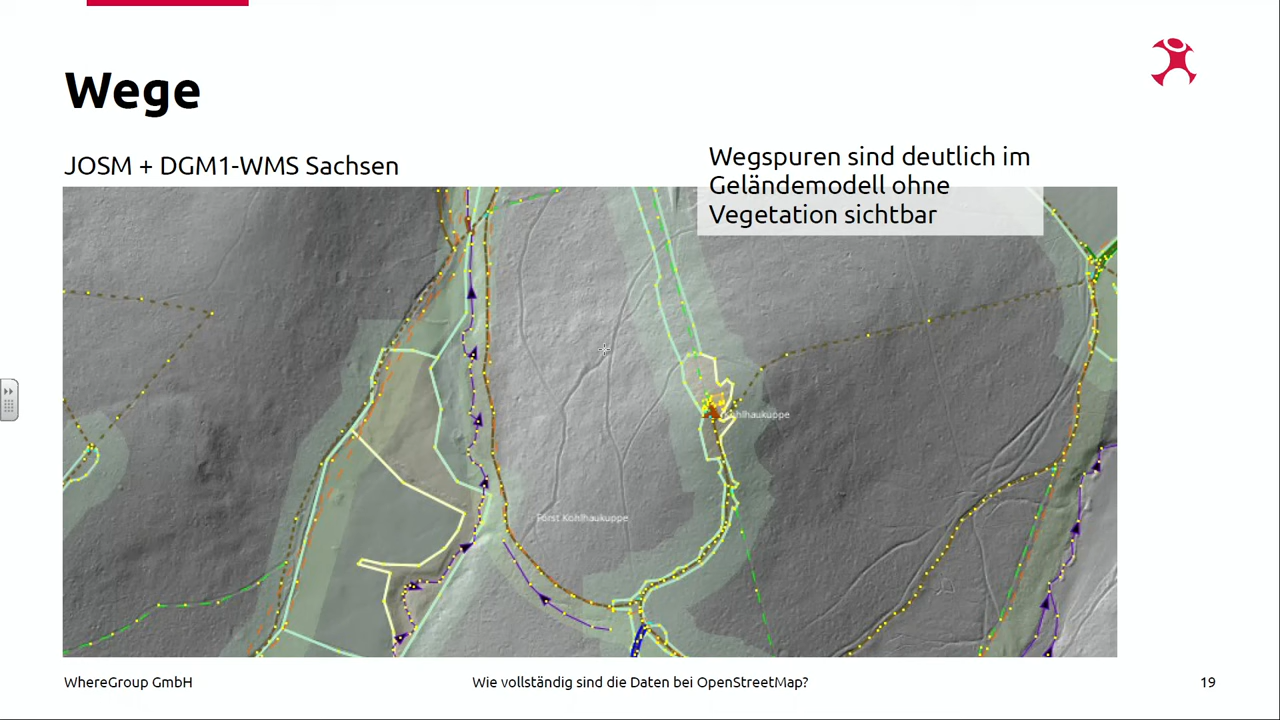 Wege
JOSM + DGM1-WMS Sachsen
Wegspuren sind deutlich im
Geländemodell ohne
Vegetation sichtbar
Kohlhaukuppe
Forst Kohlhaukuppe
WhereGroup GmbH
Wie vollständig sind die Daten bei OpenStreetMap?
19